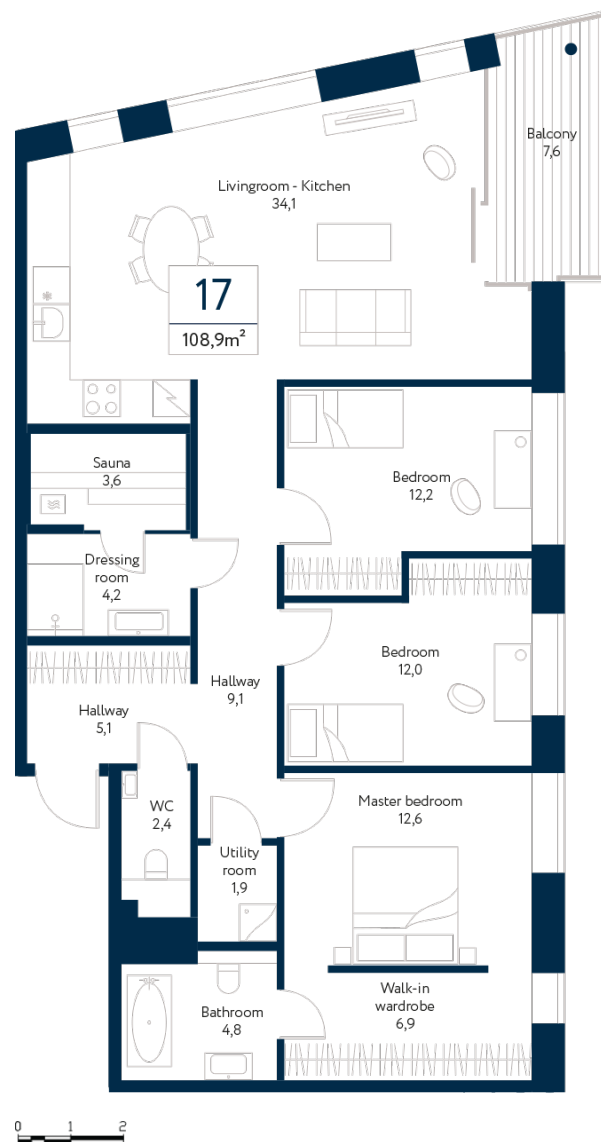 Balcony
7,6
Livingroom - Kitchen
34,1
17
108,9m²
Sauna
3,6
Bedroom
12,2
Dressing
room
4,2
Bedroom
12,0
Hallway
9,1
Hallway
5,1
WC
2,4
Master bedroom
12,6
Utility
room
1,9
Walk-in
wardrobe
6,9
Bathroom
4,8
0 1 2